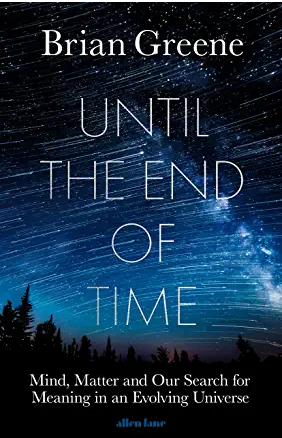 Brian Greene
UNTIL
THE END
OF
TIME
Mind, Matter and Our Search for
Meaning in an Evolving Universe
allen lane